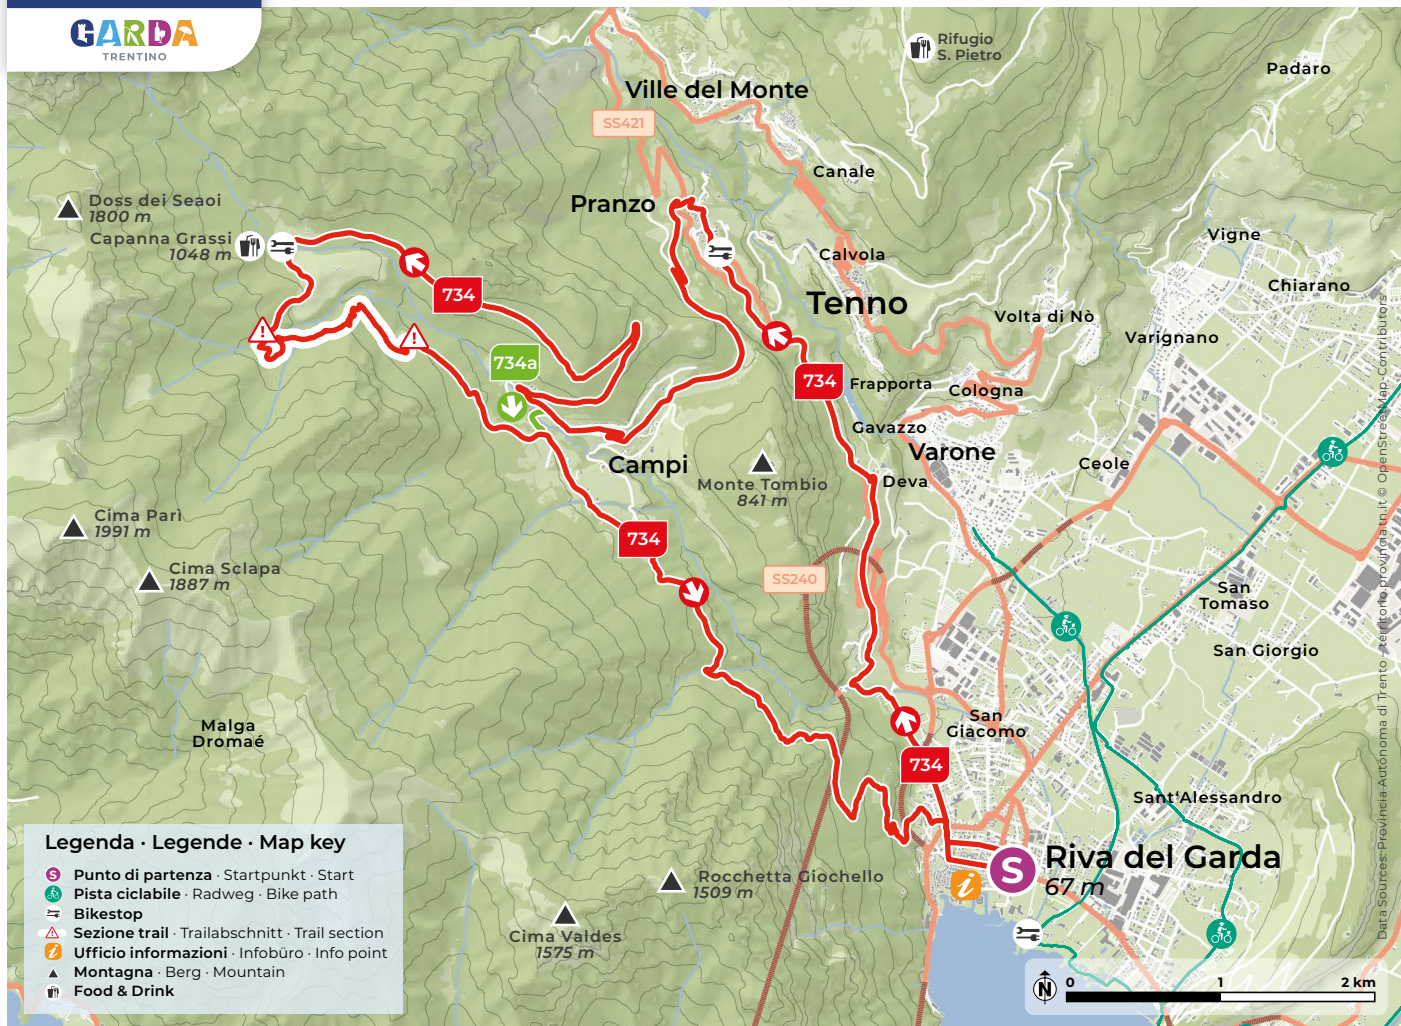 GARDA
TRENTINO
Rifugio
S. Pietro
Padaro
Ville del Monte
SS421
Canale
Pranzo
Doss dei Seaoi
1800 m
Capanna Grassi
1048 m
Vigne
Calvola
Chiarano
734
Tenno
Volta di Nò
Varignano
734a
734
Frapporta
Cologna
Gavazzo
Varone
Campi
Ceole
Deva
Monte Tombio
841 m
Cima Parì
1991 m
734
Cima Sclapa
1887 m
SS240
San
Tomaso
San Giorgio
Malga
Dromaé
San
Giacomo
734
Sant'Alessandro
Riva del Garda
67 m
S
i
Rocchetta Giochello
1509 m
Cima Valdes
1575 m
Legenda · Legende · Map key
S Punto di partenza · Startpunkt · Start
Pista ciclabile · Radweg · Bike path
Bikestop
Sezione trail · Trailabschnitt · Trail section
i Ufficio informazioni · Infobüro · Info point
Montagna · Berg · Mountain
Food & Drink
N
0 1 2 km
Data Sources: Provincia Autonoma di Trento - territorio.provincia.tn.it © OpenStreetMap-Contributors